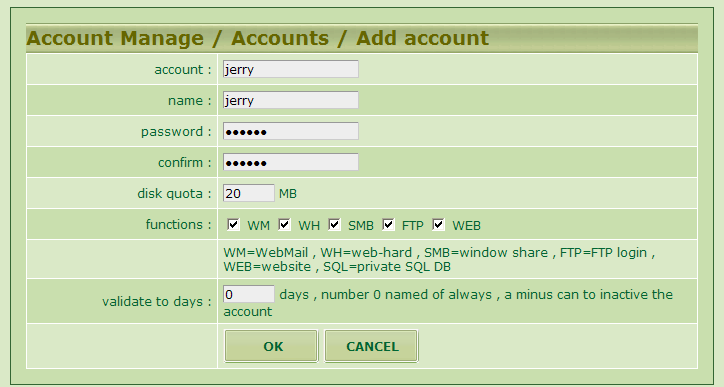 Account Manage / Accounts / Add account
account : jerry
name : jerry
password : ••••••
confirm : ••••••
disk quota : 20 MB
functions : WM WH SMB FTP WEB
WM=WebMail , WH=web-hard , SMB=window share , FTP=FTP login ,
WEB=website , SQL=private SQL DB
validate to days : 0 days , number 0 named of always , a minus can to inactive the
account
OK CANCEL